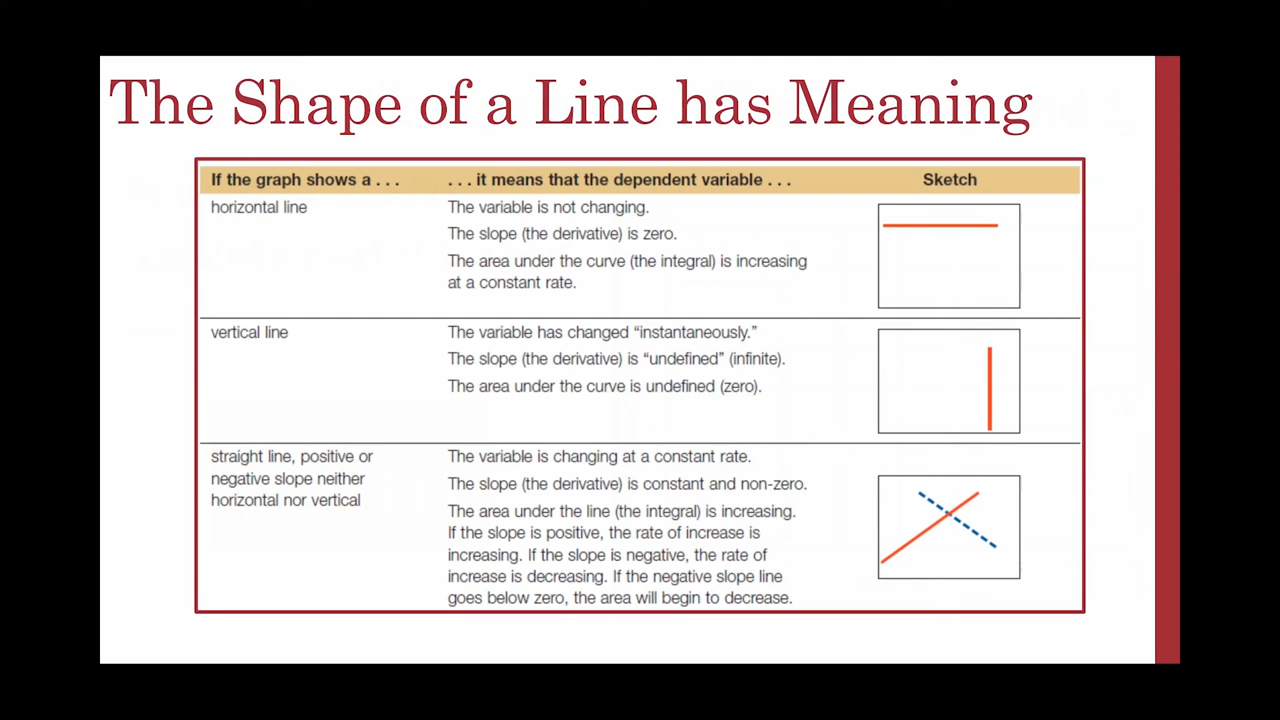 The Shape of a Line has Meaning
If the graph shows a . . .
. . . it means that the dependent variable . . .
Sketch
horizontal line
The variable is not changing.
The slope (the derivative) is zero.
The area under the curve (the integral) is increasing
at a constant rate.
vertical line
The variable has changed “instantaneously.”
The slope (the derivative) is “undefined” (infinite).
The area under the curve is undefined (zero).
straight line, positive or
negative slope neither
horizontal nor vertical
The variable is changing at a constant rate.
The slope (the derivative) is constant and non-zero.
The area under the line (the integral) is increasing.
If the slope is positive, the rate of increase is
increasing. If the slope is negative, the rate of
increase is decreasing. If the negative slope line
goes below zero, the area will begin to decrease.